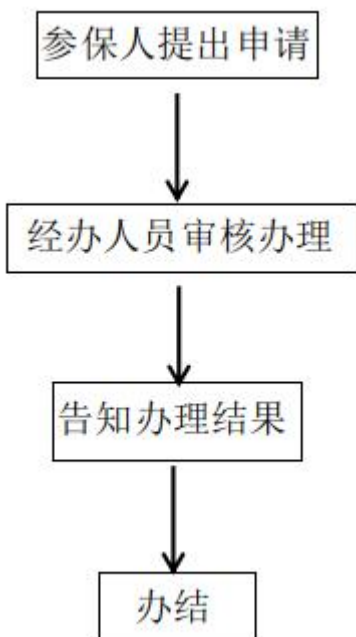 参保人提出申请
经办人员审核办理
告知办理结果
办结